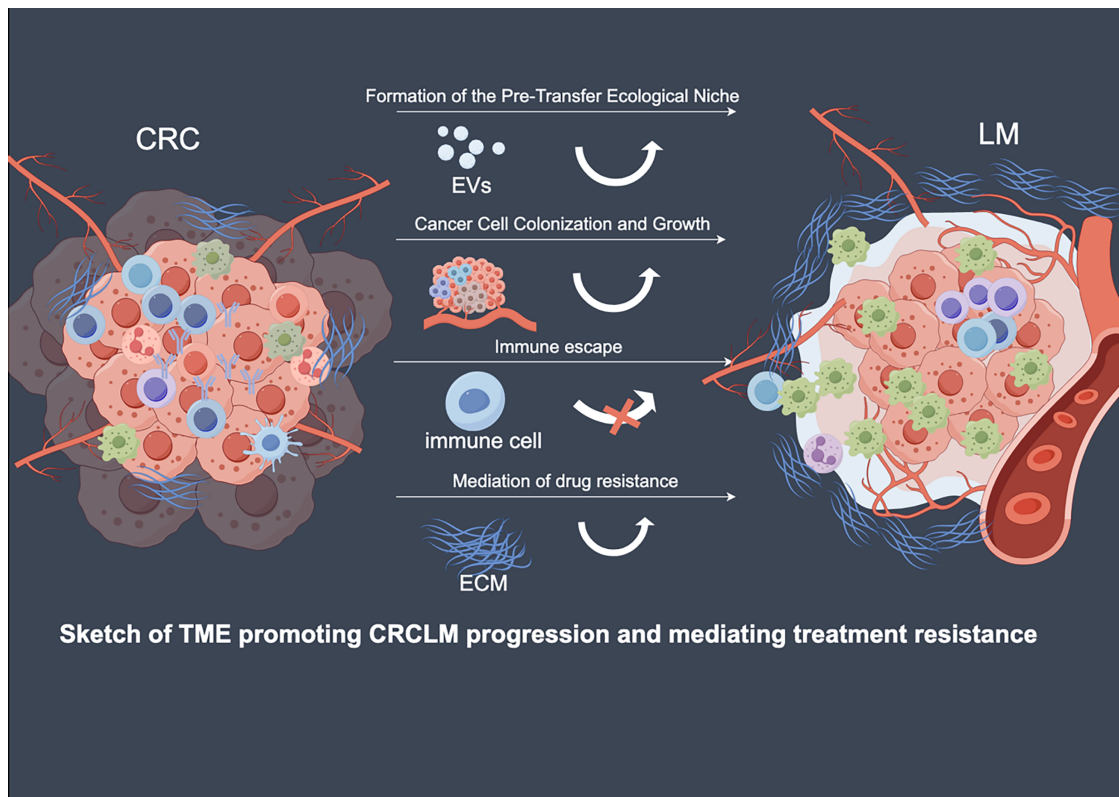 Formation of the Pre-Transfer Ecological Niche
CRC
LM
EVs
Cancer Cell Colonization and Growth
Immune escape
immune cell
Mediation of drug resistance
ECM
Sketch of TME promoting CRCLM progression and mediating treatment resistance